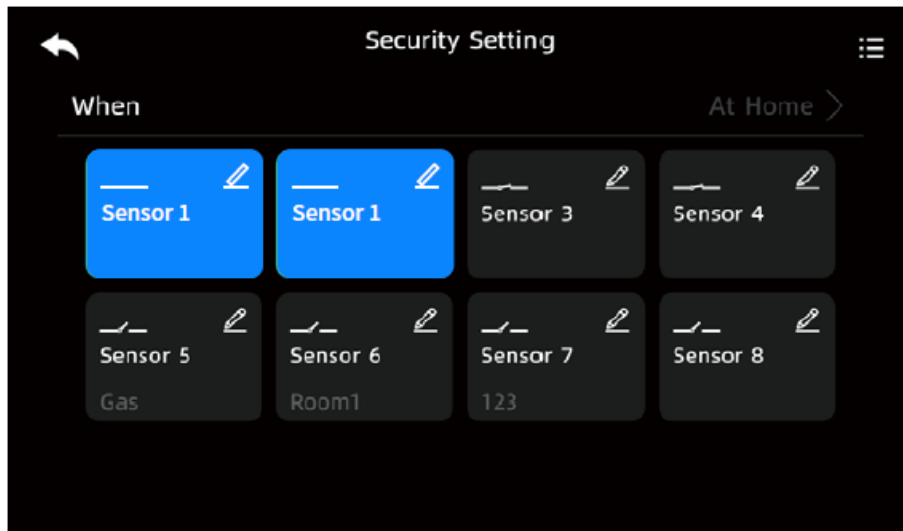 Security Setting
When At Home
Sensor 1 Sensor 1 Sensor 3 Sensor 4
Sensor 5 Sensor 6 Sensor 7 Sensor 8
Gas Room1 123